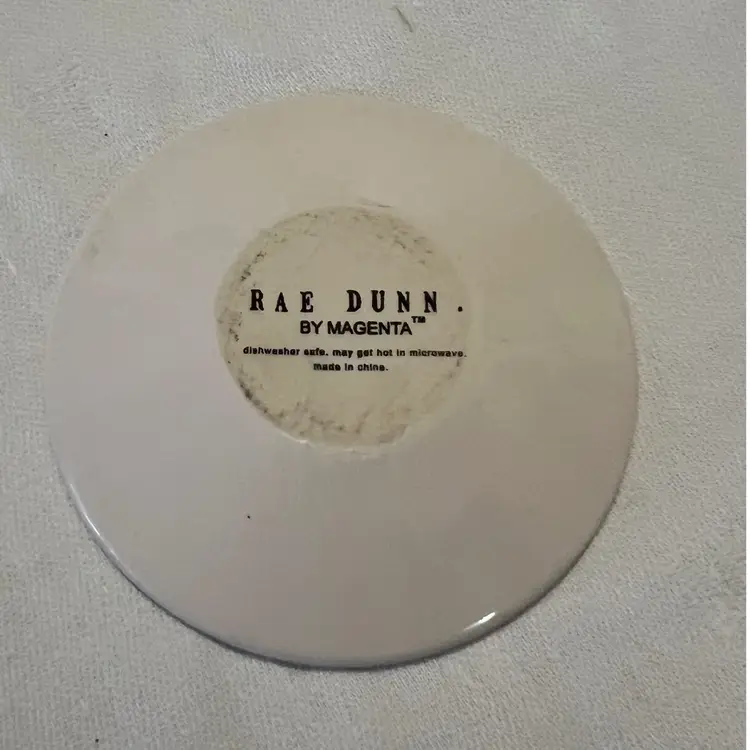 RAE DUNN.
BY MAGENTA™
dishwasher safe. may get hot in microwave.
made in china.